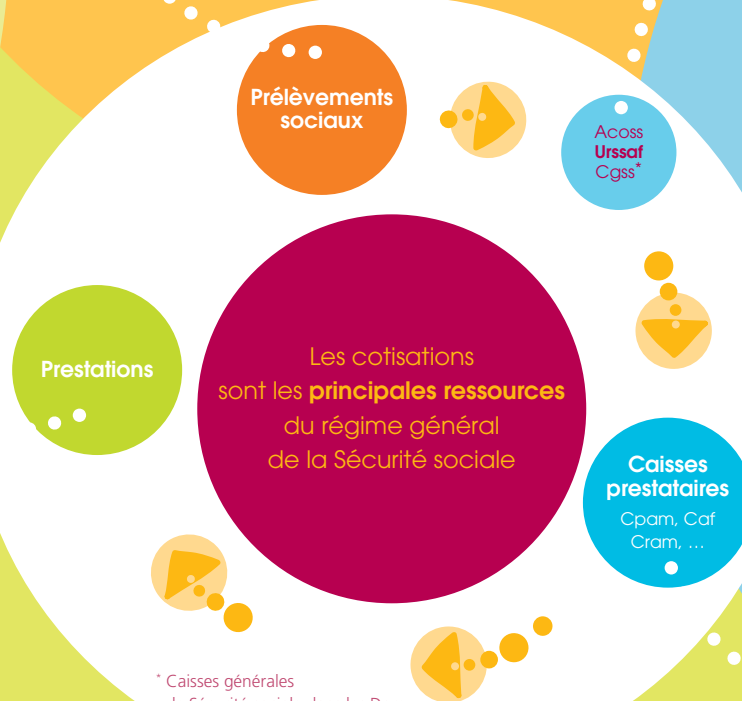 Prélèvements
sociaux
Acoss
Urssaf
Cgss*
Prestations
Les cotisations
sont les principales ressources
du régime général
de la Sécurité sociale
Caisses
prestataires
Cpam, Caf
Cram, ...
* Caisses générales